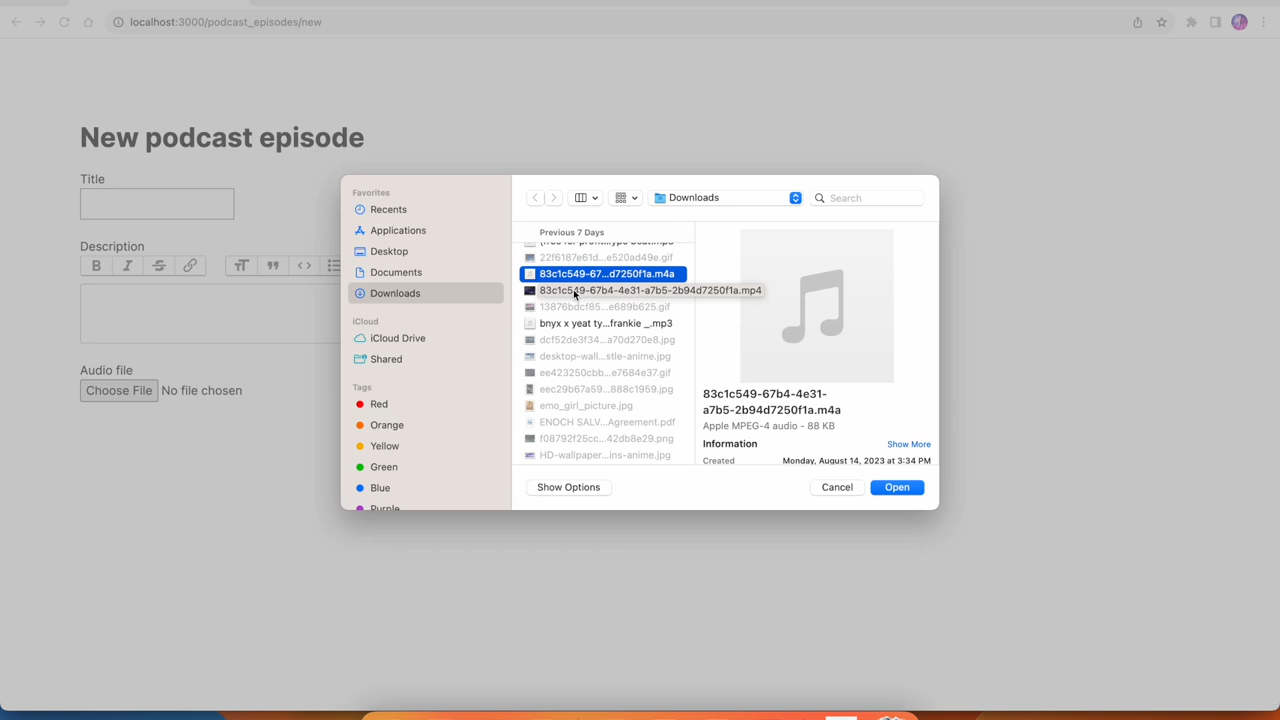 localhost:3000/podcast_episodes/new
New podcast episode
Title
Description
Audio file
Choose File No file chosen
Favorites
Recents
Applications
Desktop
Documents
Downloads
iCloud
iCloud Drive
Shared
Tags
Red
Orange
Yellow
Green
Blue
Purple
Downloads
Search
Previous 7 Days
22f6187e61d...e520ad49e.gif
83c1c549-67...d7250f1a.m4a
83c1c549-67b4-4e31-a7b5-2b94d7250f1a.mp4
13876bdcf85...e689b625.gif
bnyx x yeat ty...frankie _.mp3
dcf52de3f34...a70d270e8.jpg
desktop-wall...stle-anime.jpg
ee423250cbb...e7684e37.gif
eec29b67a59...888c1959.jpg
emo_girl_picture.jpg
ENOCH SALV...Agreement.pdf
f08792f25cc...42db8e29.png
HD-wallpaper...ins-anime.jpg
83c1c549-67b4-4e31-
a7b5-2b94d7250f1a.m4a
Apple MPEG-4 audio - 88 KB
Information Show More
Created Monday, August 14, 2023 at 3:34 PM
Show Options
Cancel
Open